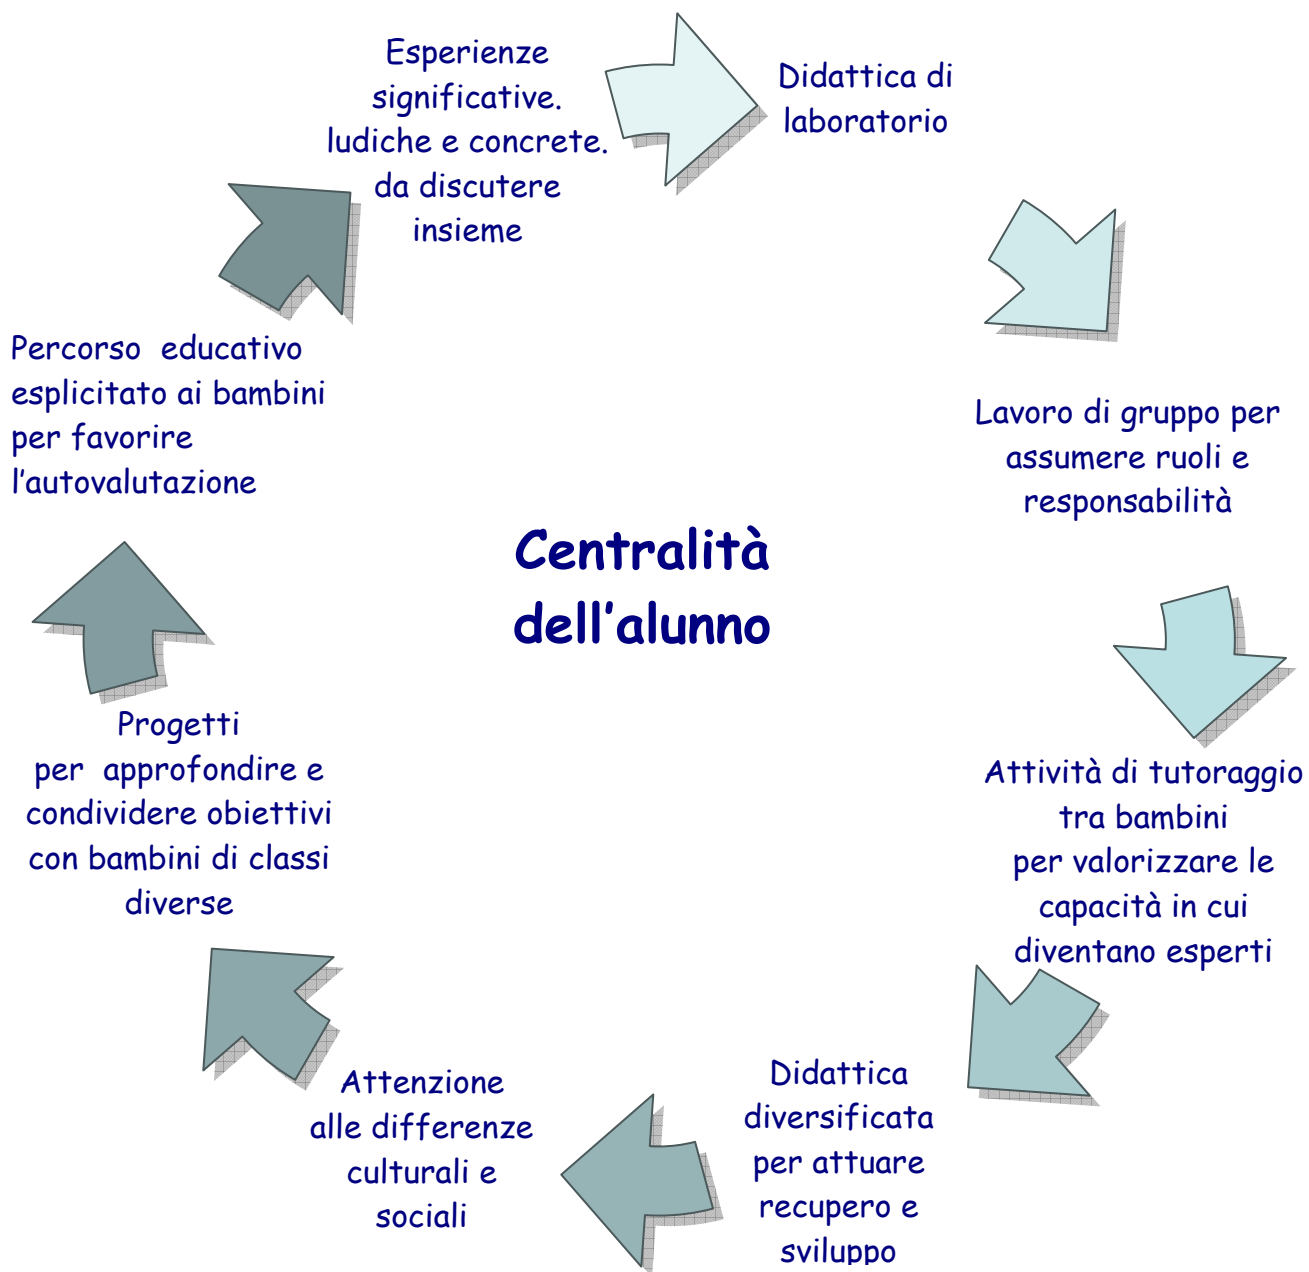 Esperienze
significative.
ludiche e concrete.
da discutere
insieme
Didattica di
laboratorio
Lavoro di gruppo per
assumere ruoli e
responsabilità
Attività di tutoraggio
tra bambini
per valorizzare le
capacità in cui
diventano esperti
Didattica
diversificata
per attuare
recupero e
sviluppo
Attenzione
alle differenze
culturali e
sociali
Progetti
per  approfondire e
condividere obiettivi
con bambini di classi
diverse
Percorso  educativo
esplicitato ai bambini
per favorire
l’autovalutazione
Centralità
dell’alunno